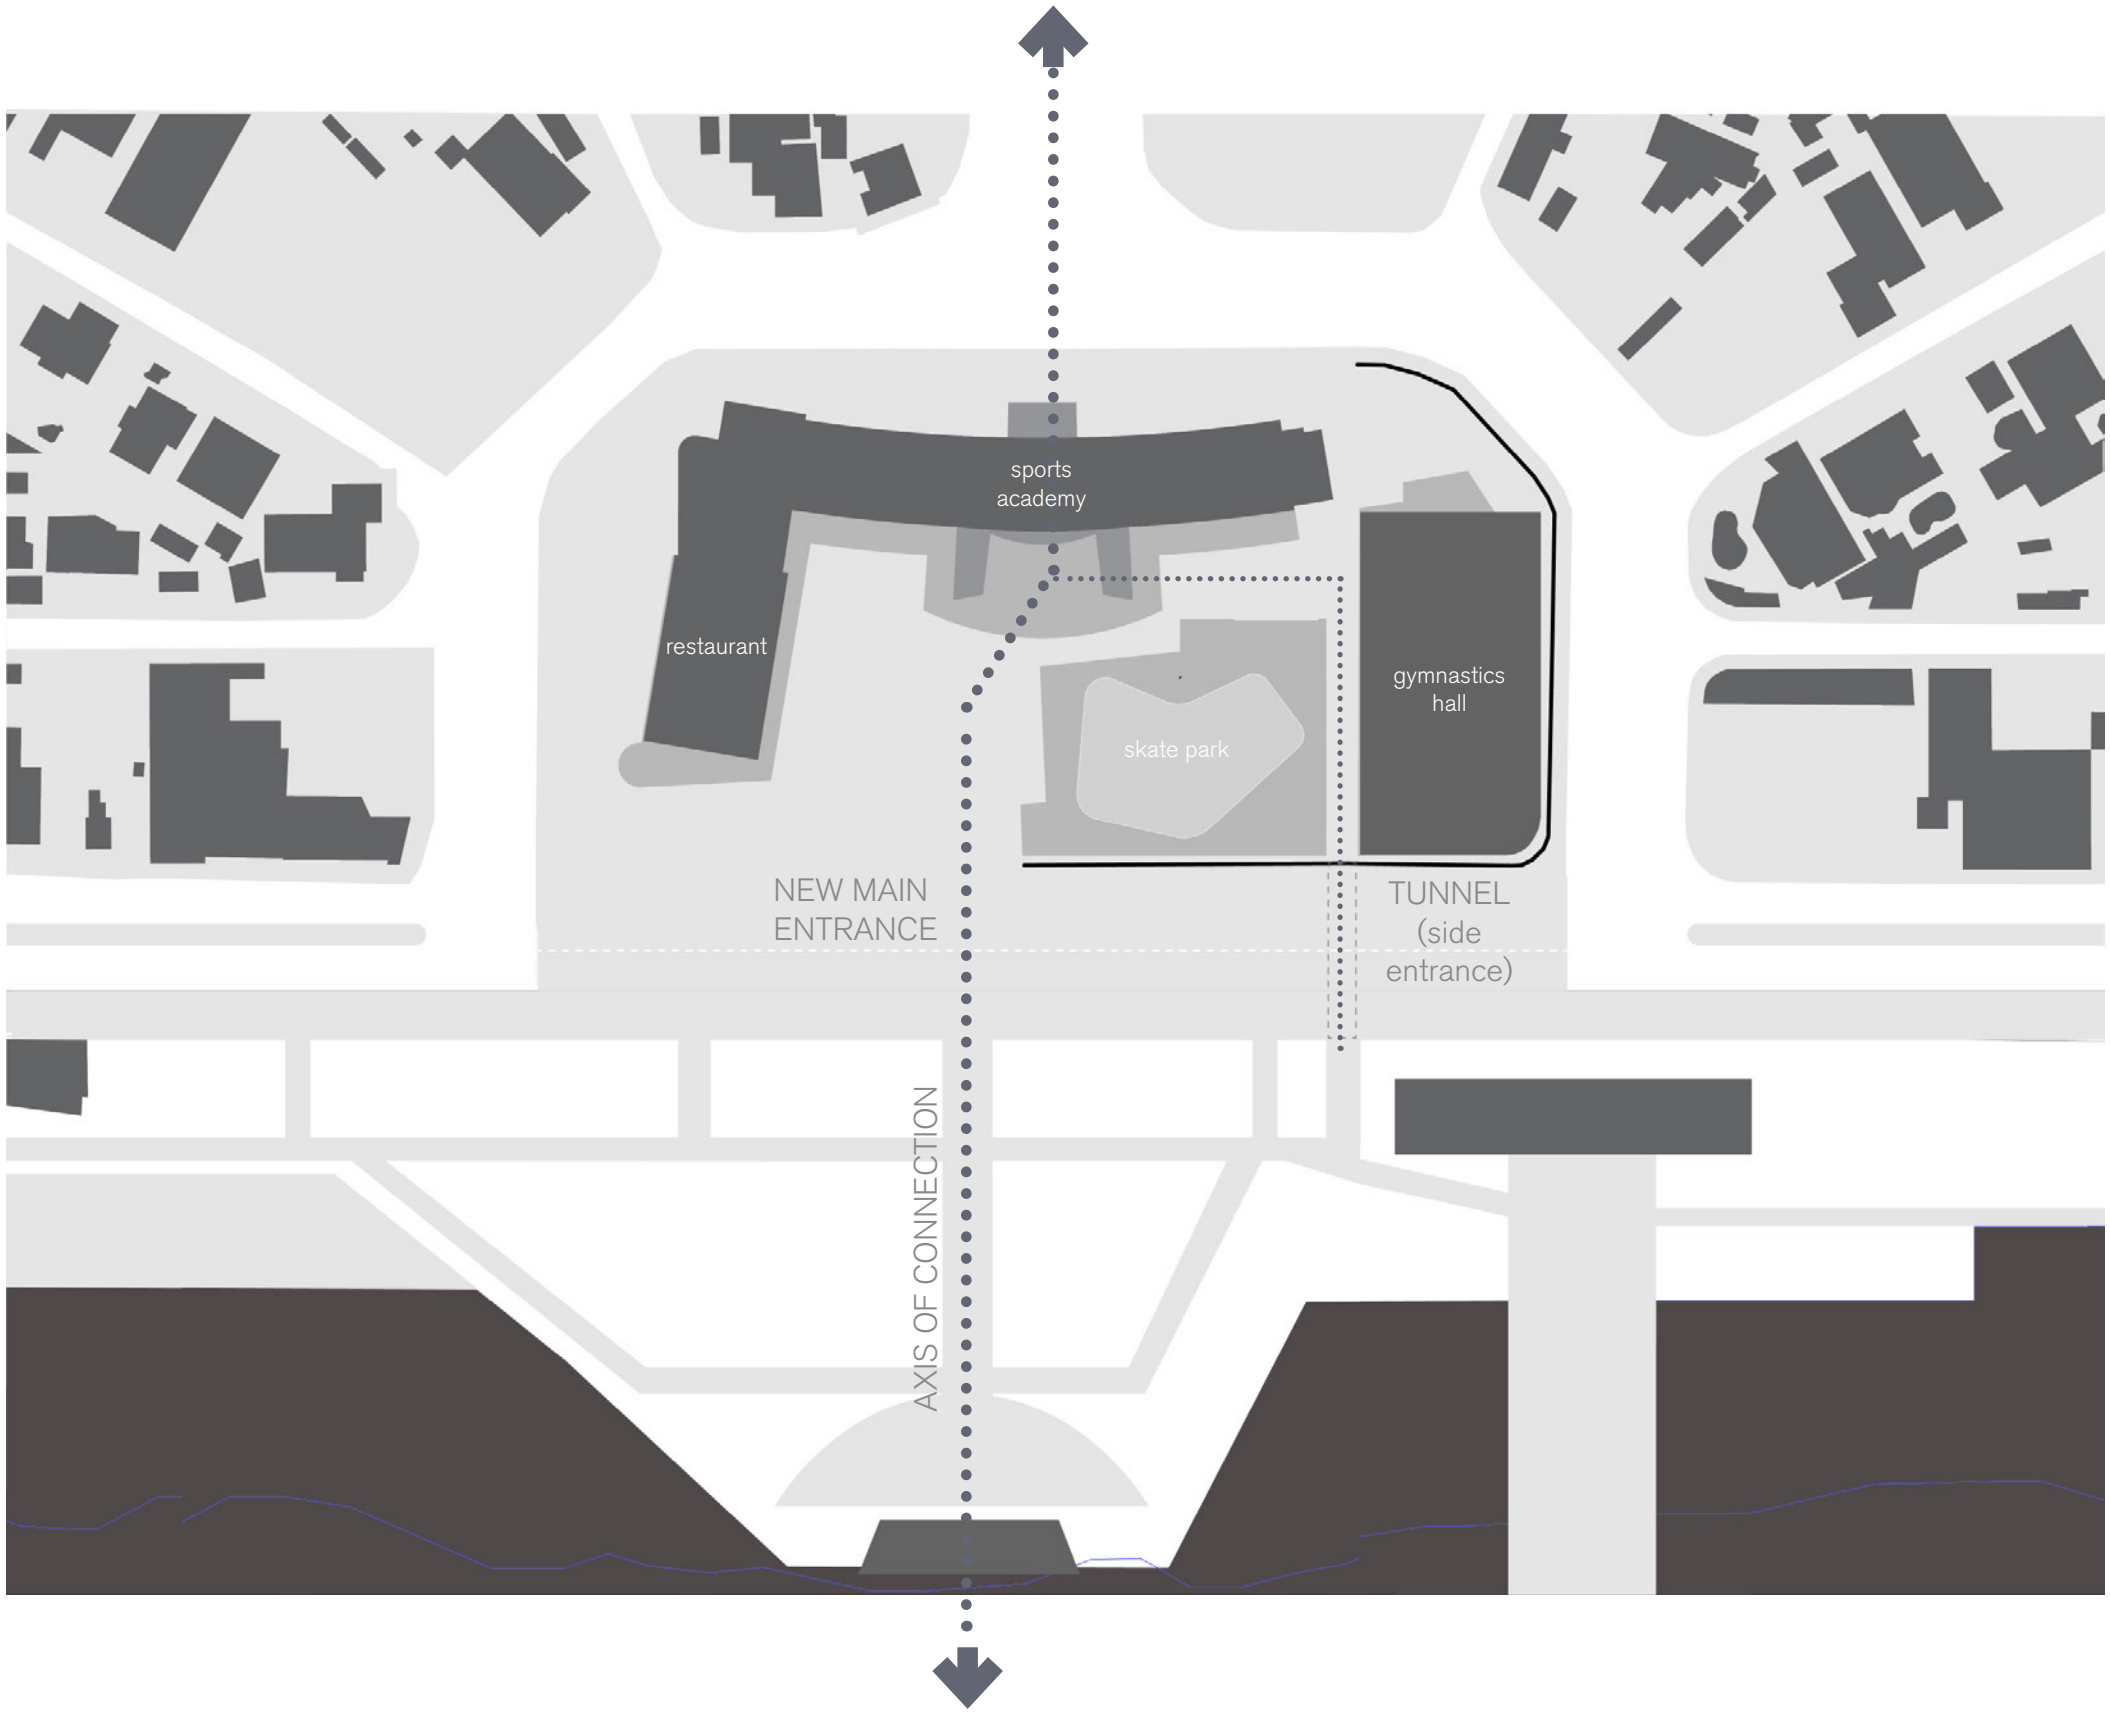 sports
academy
restaurant
gymnastics
hall
skate park
NEW MAIN
ENTRANCE
TUNNEL
(side
entrance)
AXIS OF CONNECTION